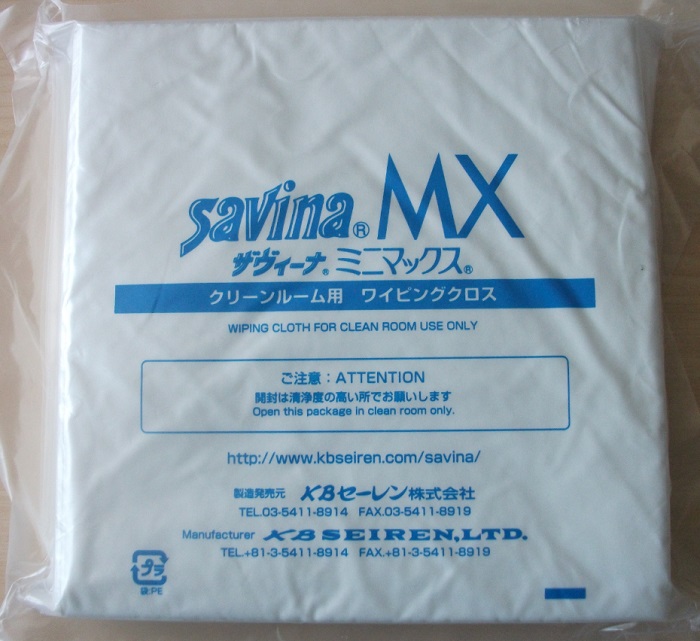 Savina® MX
ザヴィーナ® ミニマックス®
クリーンルーム用 ワイピングクロス
WIPING CLOTH FOR CLEAN ROOM USE ONLY
ご注意：ATTENTION
開封は清浄度の高い所でお願いします
Open this package in clean room only.
http://www.kbseiren.com/savina/
製造発売元 KBセーレン株式会社
TEL.03-5411-8914 FAX.03-5411-8919
Manufacturer KB SEIREN,LTD.
TEL.+81-3-5411-8914 FAX.+81-3-5411-8919
プラ
袋:PE